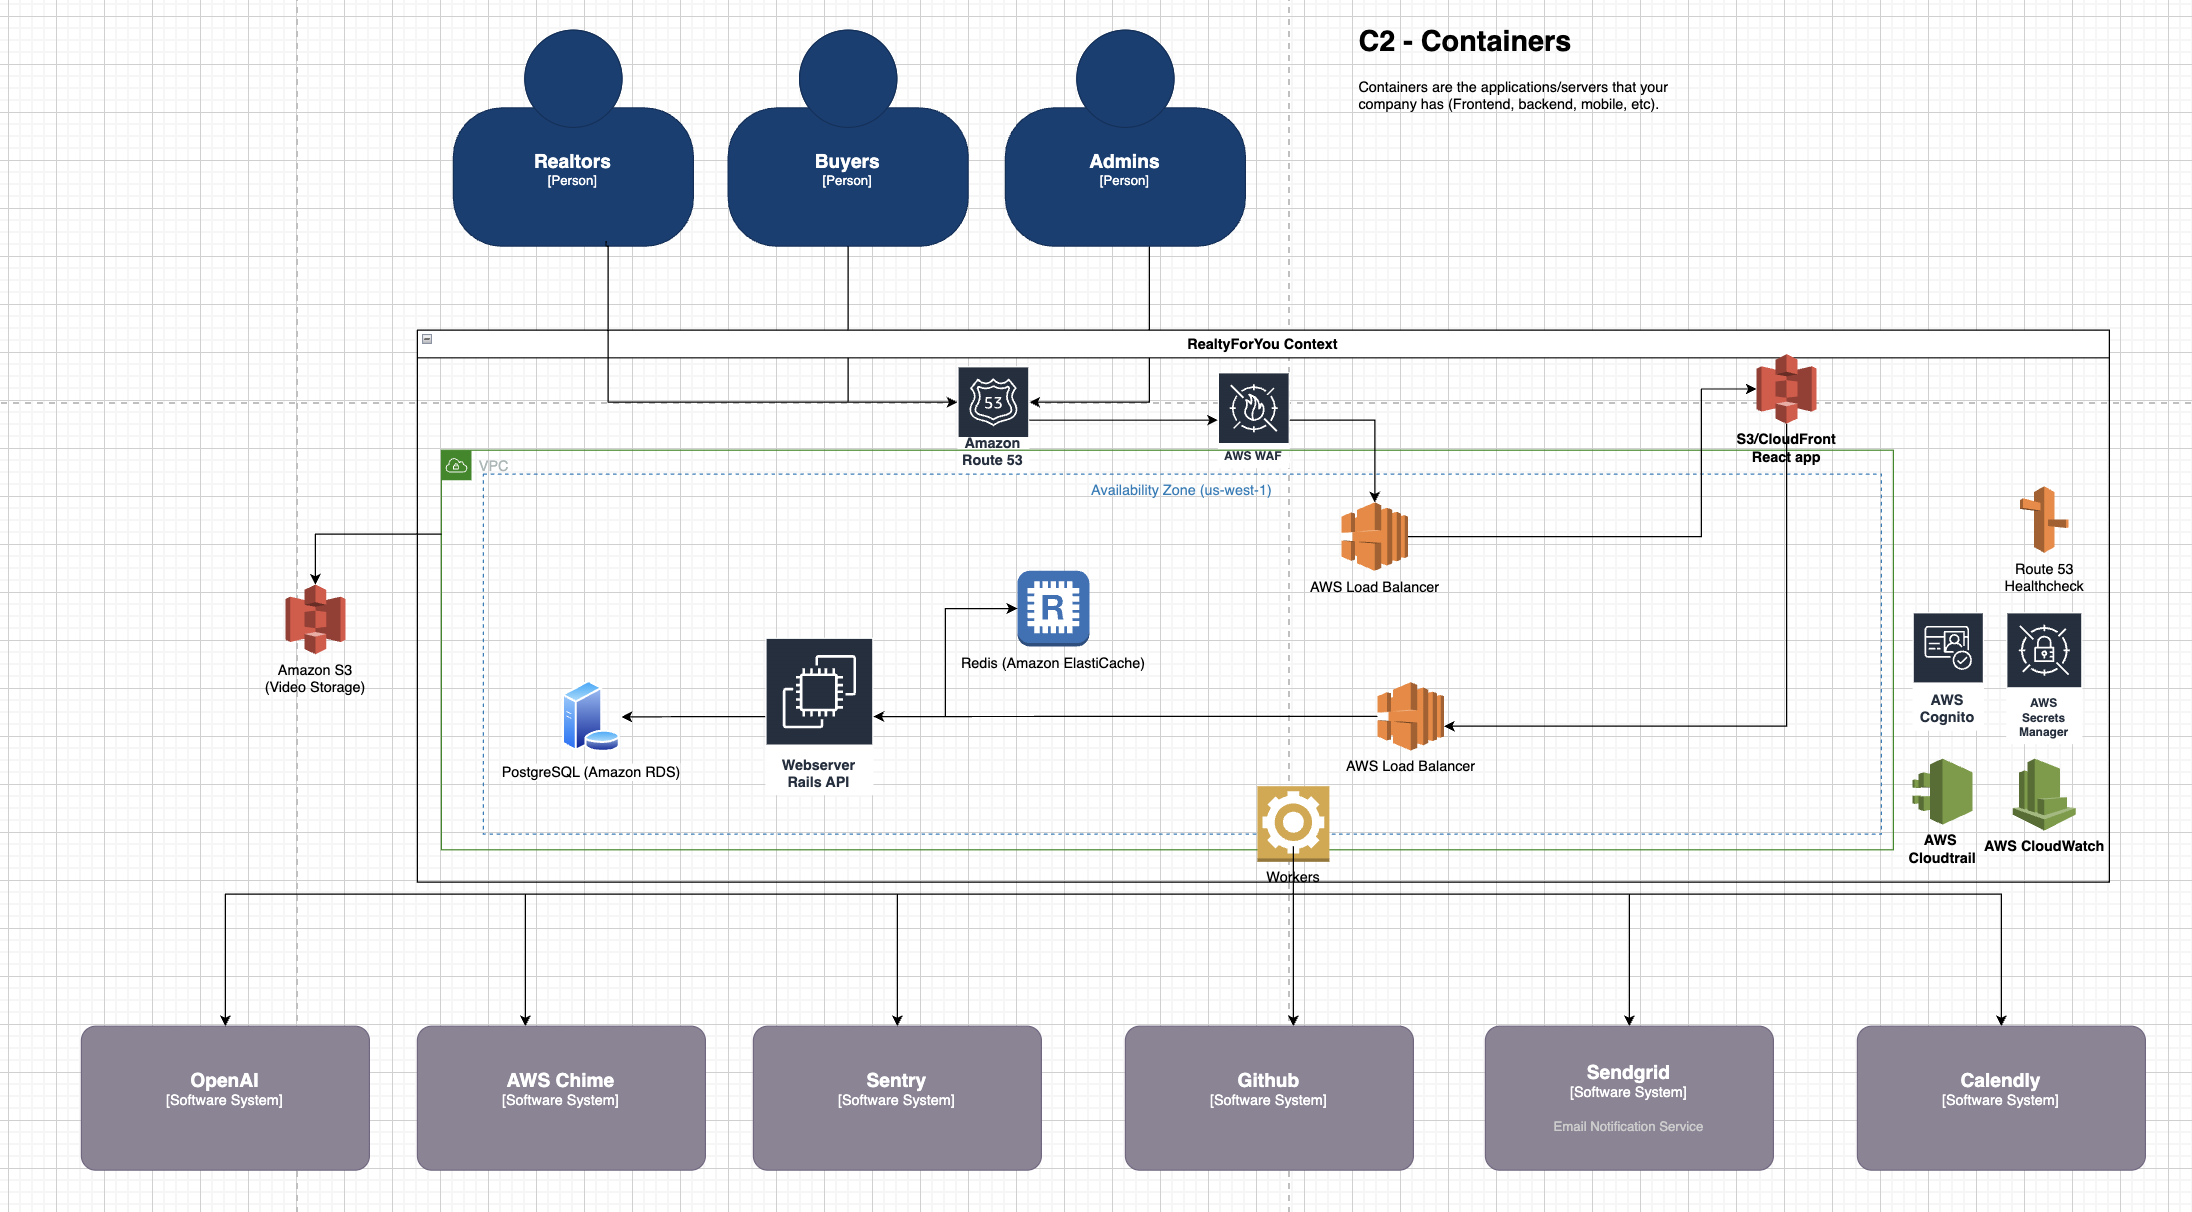 C2 - Containers
Containers are the applications/servers that your
company has (Frontend, backend, mobile, etc).
Realtors
[Person]
Buyers
[Person]
Admins
[Person]
RealtyForYou Context
53
Amazon
Route 53
AWS WAF
S3/CloudFront
React app
VPC
Availability Zone (us-west-1)
AWS Load Balancer
Route 53
Healthcheck
R
Redis (Amazon ElastiCache)
Amazon S3
(Video Storage)
AWS
Cognito
AWS
Secrets
Manager
PostgreSQL (Amazon RDS)
Webserver
Rails API
AWS Load Balancer
AWS
Cloudtrail
AWS CloudWatch
Workers
OpenAI
[Software System]
AWS Chime
[Software System]
Sentry
[Software System]
Github
[Software System]
Sendgrid
[Software System]
Email Notification Service
Calendly
[Software System]